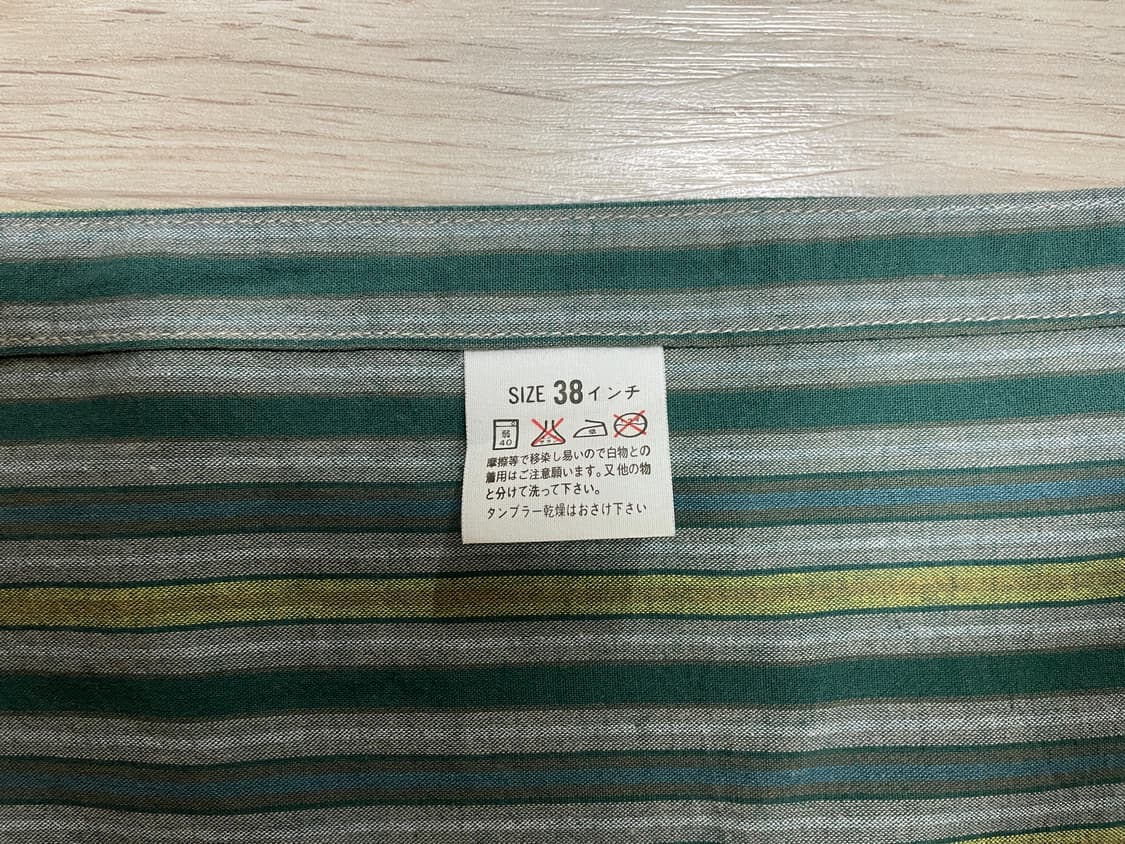 SIZE 38インチ
弱
40
摩擦等で移染し易いので白物との
着用はご注意願います。又他の物
と分けて洗って下さい。
タンブラー乾燥はおさけ下さい